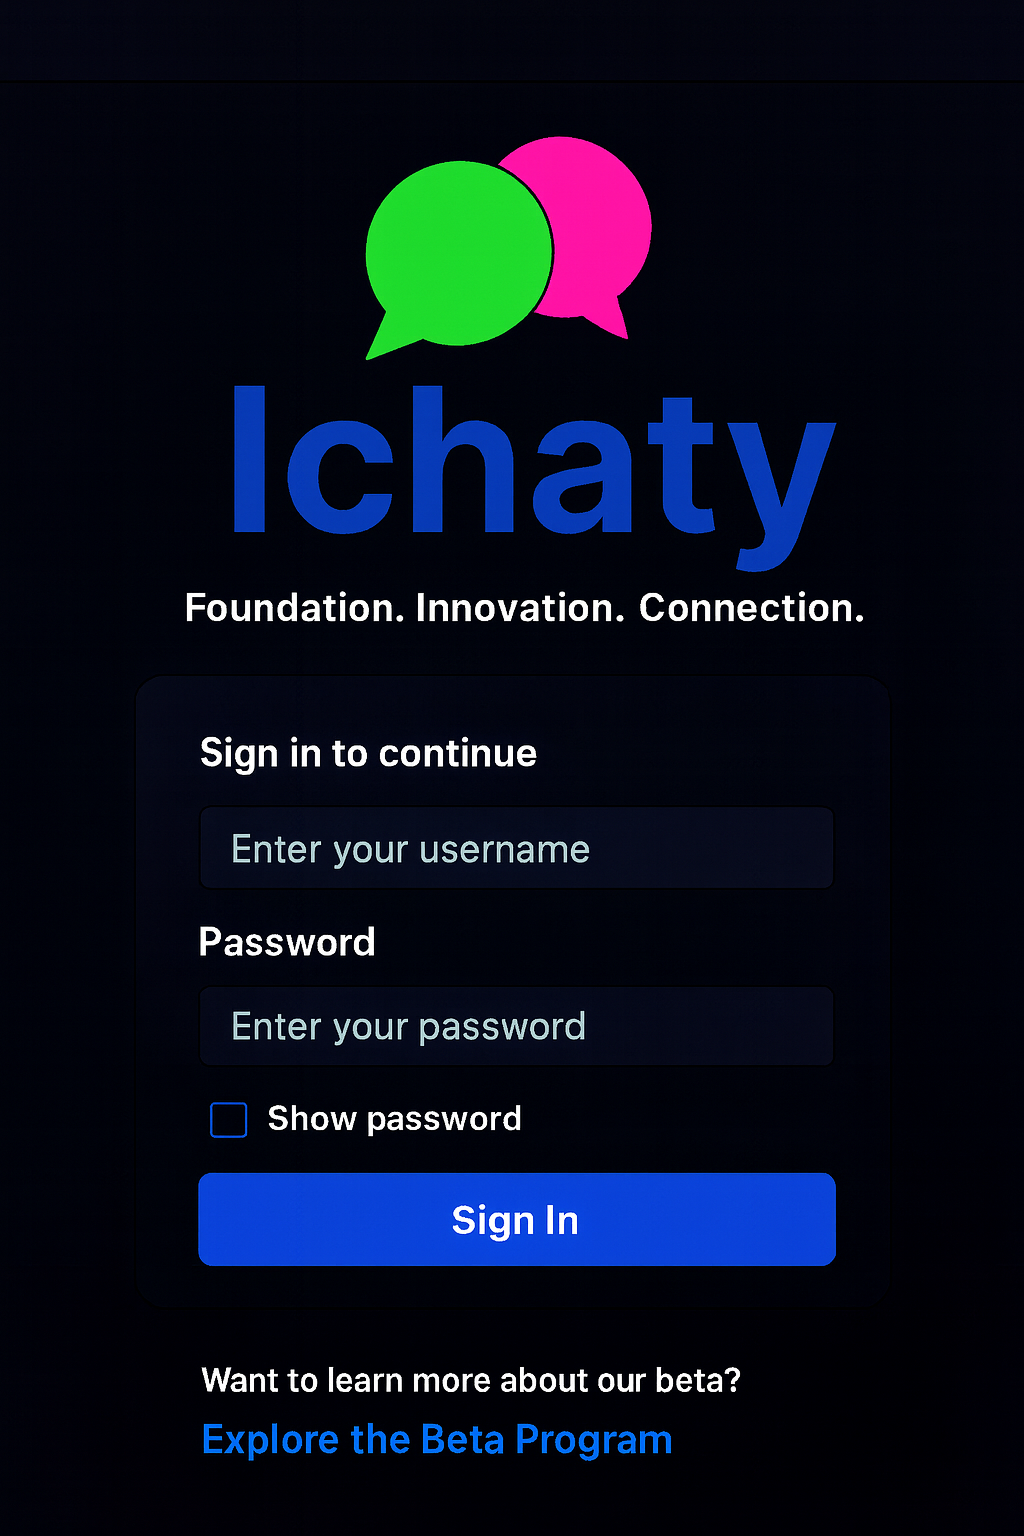 Ichaty
Foundation. Innovation. Connection.
Sign in to continue
Enter your username
Password
Enter your password
Show password
Sign In
Want to learn more about our beta?
Explore the Beta Program